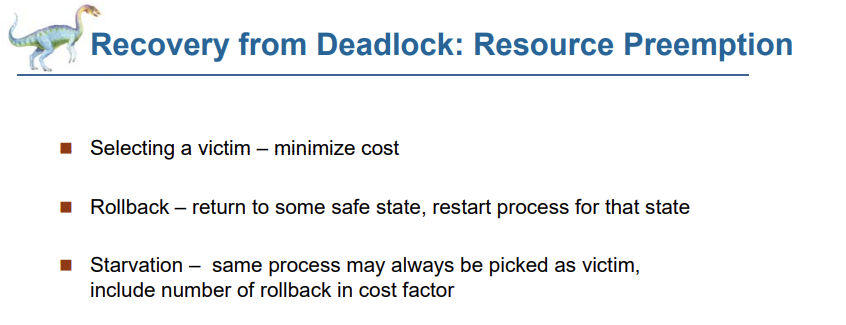 Recovery from Deadlock: Resource Preemption
Selecting a victim – minimize cost
Rollback – return to some safe state, restart process for that state
Starvation –  same process may always be picked as victim,
include number of rollback in cost factor